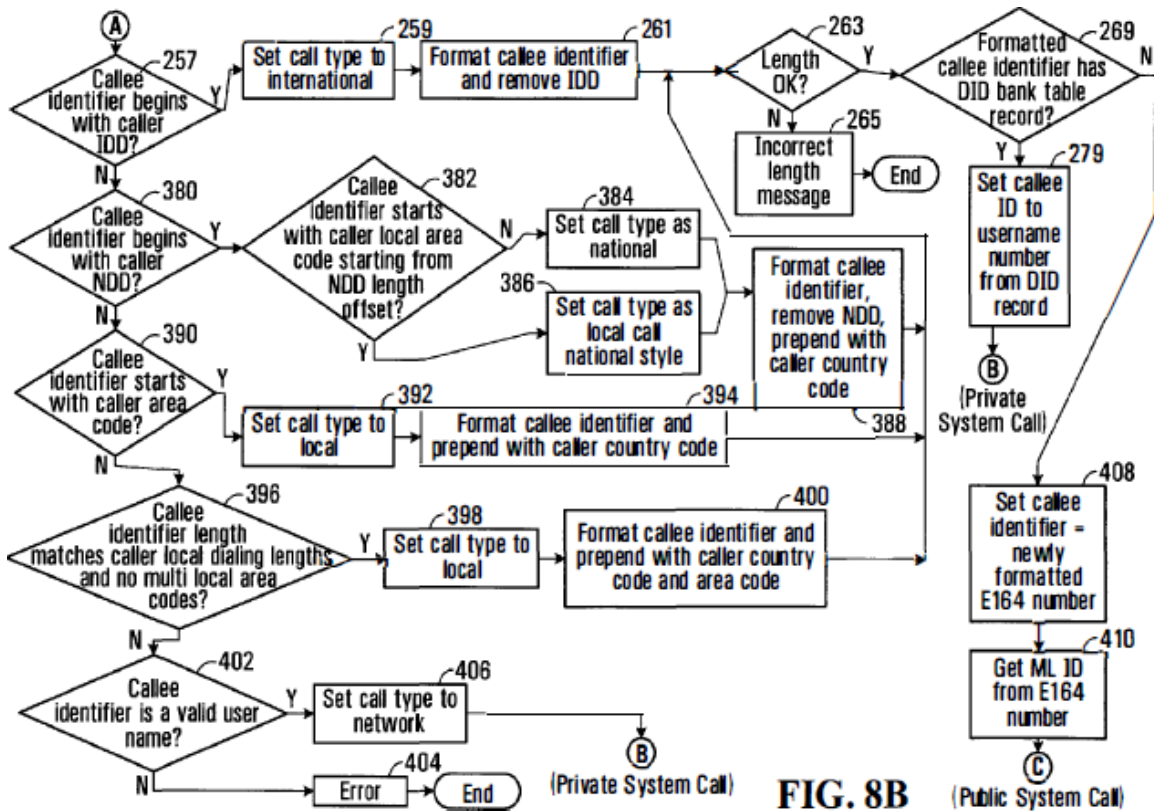 A
257
Callee
identifier begins
with caller
IDD?
Y
N
259
Set call type to
international
261
Format callee identifier
and remove IDD
263
Length
OK?
Y
N
265
Incorrect
length
message
End
269
Formatted
callee identifier has
DID bank table
record?
N
Y
279
Set callee
ID to
username
number
from DID
record
B
(Private
System Call)
380
Callee
identifier begins
with caller
NDD?
Y
N
382
Callee
identifier starts
with caller local area
code starting from
NDD length
offset?
N
Y
384
Set call type as
national
386
Set call type as
local call
national style
Format callee
identifier,
remove NDD,
prepend with
caller country
code
388
390
Callee
identifier starts
with caller area
code?
Y
N
392
Set call type to
local
394
Format callee identifier and
prepend with caller country code
396
Callee
identifier length
matches caller local dialing lengths
and no multi local area
codes?
Y
N
398
Set call type to
local
400
Format callee identifier and
prepend with caller country
code and area code
402
Callee
identifier is a valid user
name?
Y
N
406
Set call type to
network
B
(Private System Call)
404
Error
End
408
Set callee
identifier =
newly
formatted
E164 number
410
Get ML ID
from E164
number
C
(Public System Call)
FIG. 8B